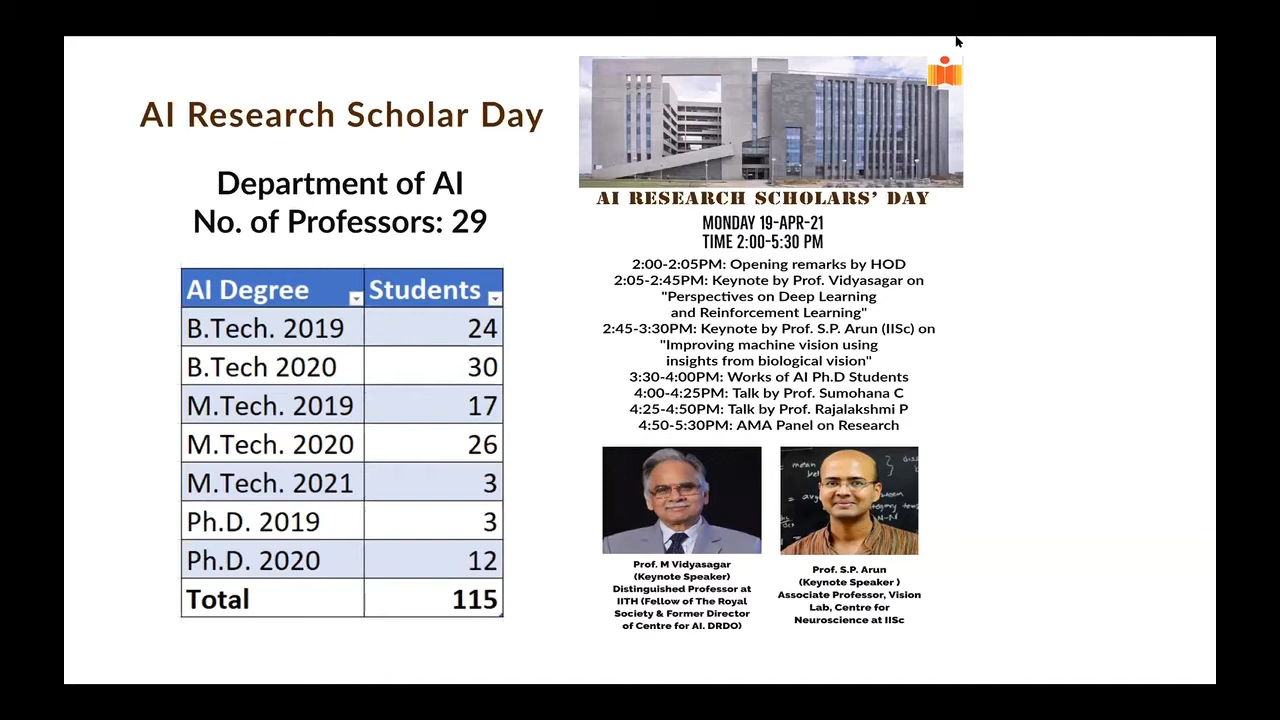 AI Research Scholar Day
Department of AI
No. of Professors: 29
AI Degree Students
B.Tech. 2019 24
B.Tech 2020 30
M.Tech. 2019 17
M.Tech. 2020 26
M.Tech. 2021 3
Ph.D. 2019 3
Ph.D. 2020 12
Total 115
AI RESEARCH SCHOLARS' DAY
MONDAY 19-APR-21
TIME 2:00-5:30 PM
2:00-2:05PM: Opening remarks by HOD
2:05-2:45PM: Keynote by Prof. Vidyasagar on
"Perspectives on Deep Learning
and Reinforcement Learning"
2:45-3:30PM: Keynote by Prof. S.P. Arun (IISc) on
"Improving machine vision using
insights from biological vision"
3:30-4:00PM: Works of AI Ph.D Students
4:00-4:25PM: Talk by Prof. Sumohana C
4:25-4:50PM: Talk by Prof. Rajalakshmi P
4:50-5:30PM: AMA Panel on Research
Prof. M Vidyasagar
(Keynote Speaker)
Distinguished Professor at
IITH (Fellow of The Royal
Society & Former Director
of Centre for AI. DRDO)
Prof. S.P. Arun
(Keynote Speaker )
Associate Professor, Vision
Lab, Centre for
Neuroscience at IISc